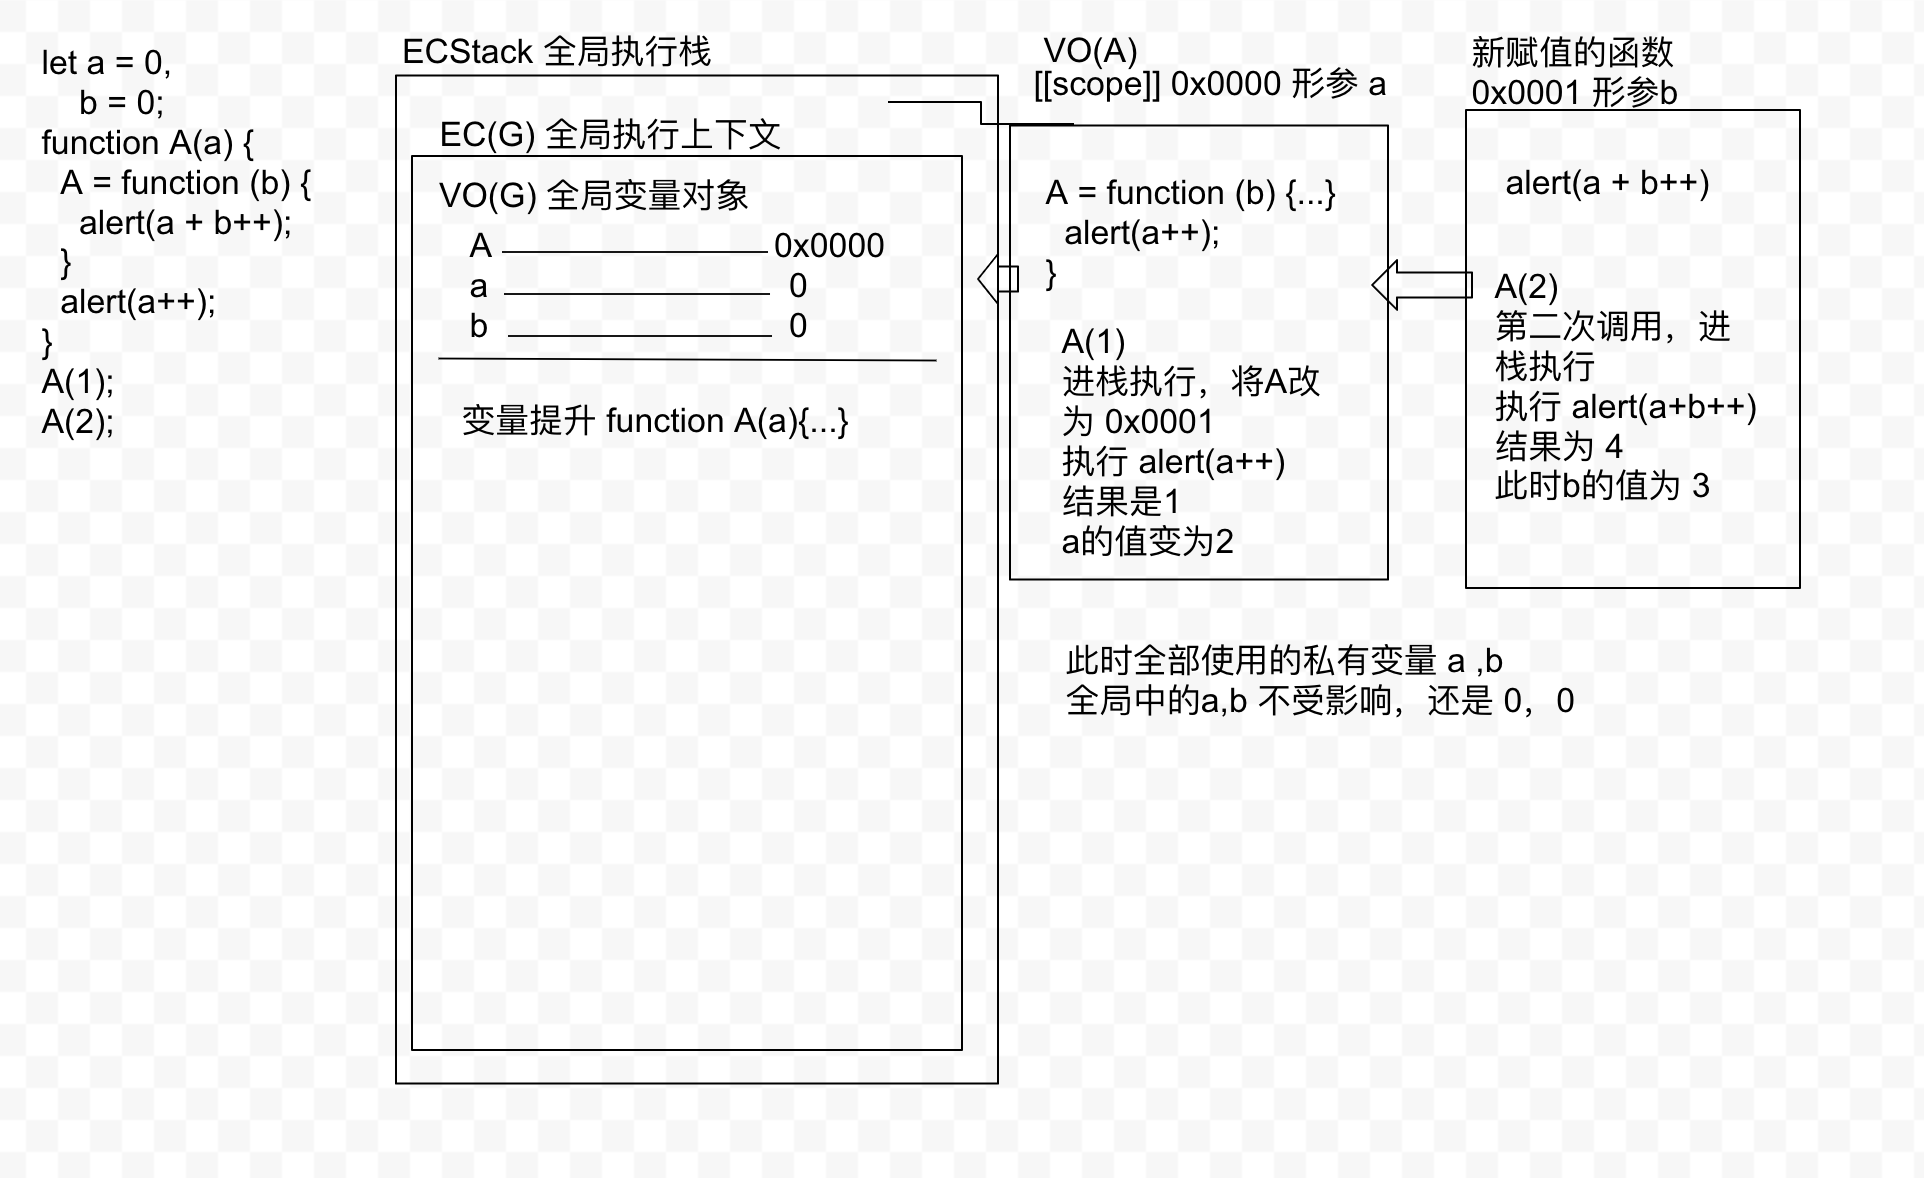 let a = 0,
b = 0;
function A(a) {
A = function (b) {
alert(a + b++);
}
alert(a++);
}
A(1);
A(2);
ECStack 全局执行栈
EC(G) 全局执行上下文
VO(G) 全局变量对象
A 0x0000
a 0
b 0
变量提升 function A(a){...}
VO(A)
[[scope]] 0x0000 形参 a
A = function (b) {...}
alert(a++);
}
A(1)
进栈执行，将A改
为 0x0001
执行 alert(a++)
结果是1
a的值变为2
新赋值的函数
0x0001 形参b
alert(a + b++)
A(2)
第二次调用，进
栈执行
执行 alert(a+b++)
结果为 4
此时b的值为 3
此时全部使用的私有变量 a ,b
全局中的a,b 不受影响，还是 0，0